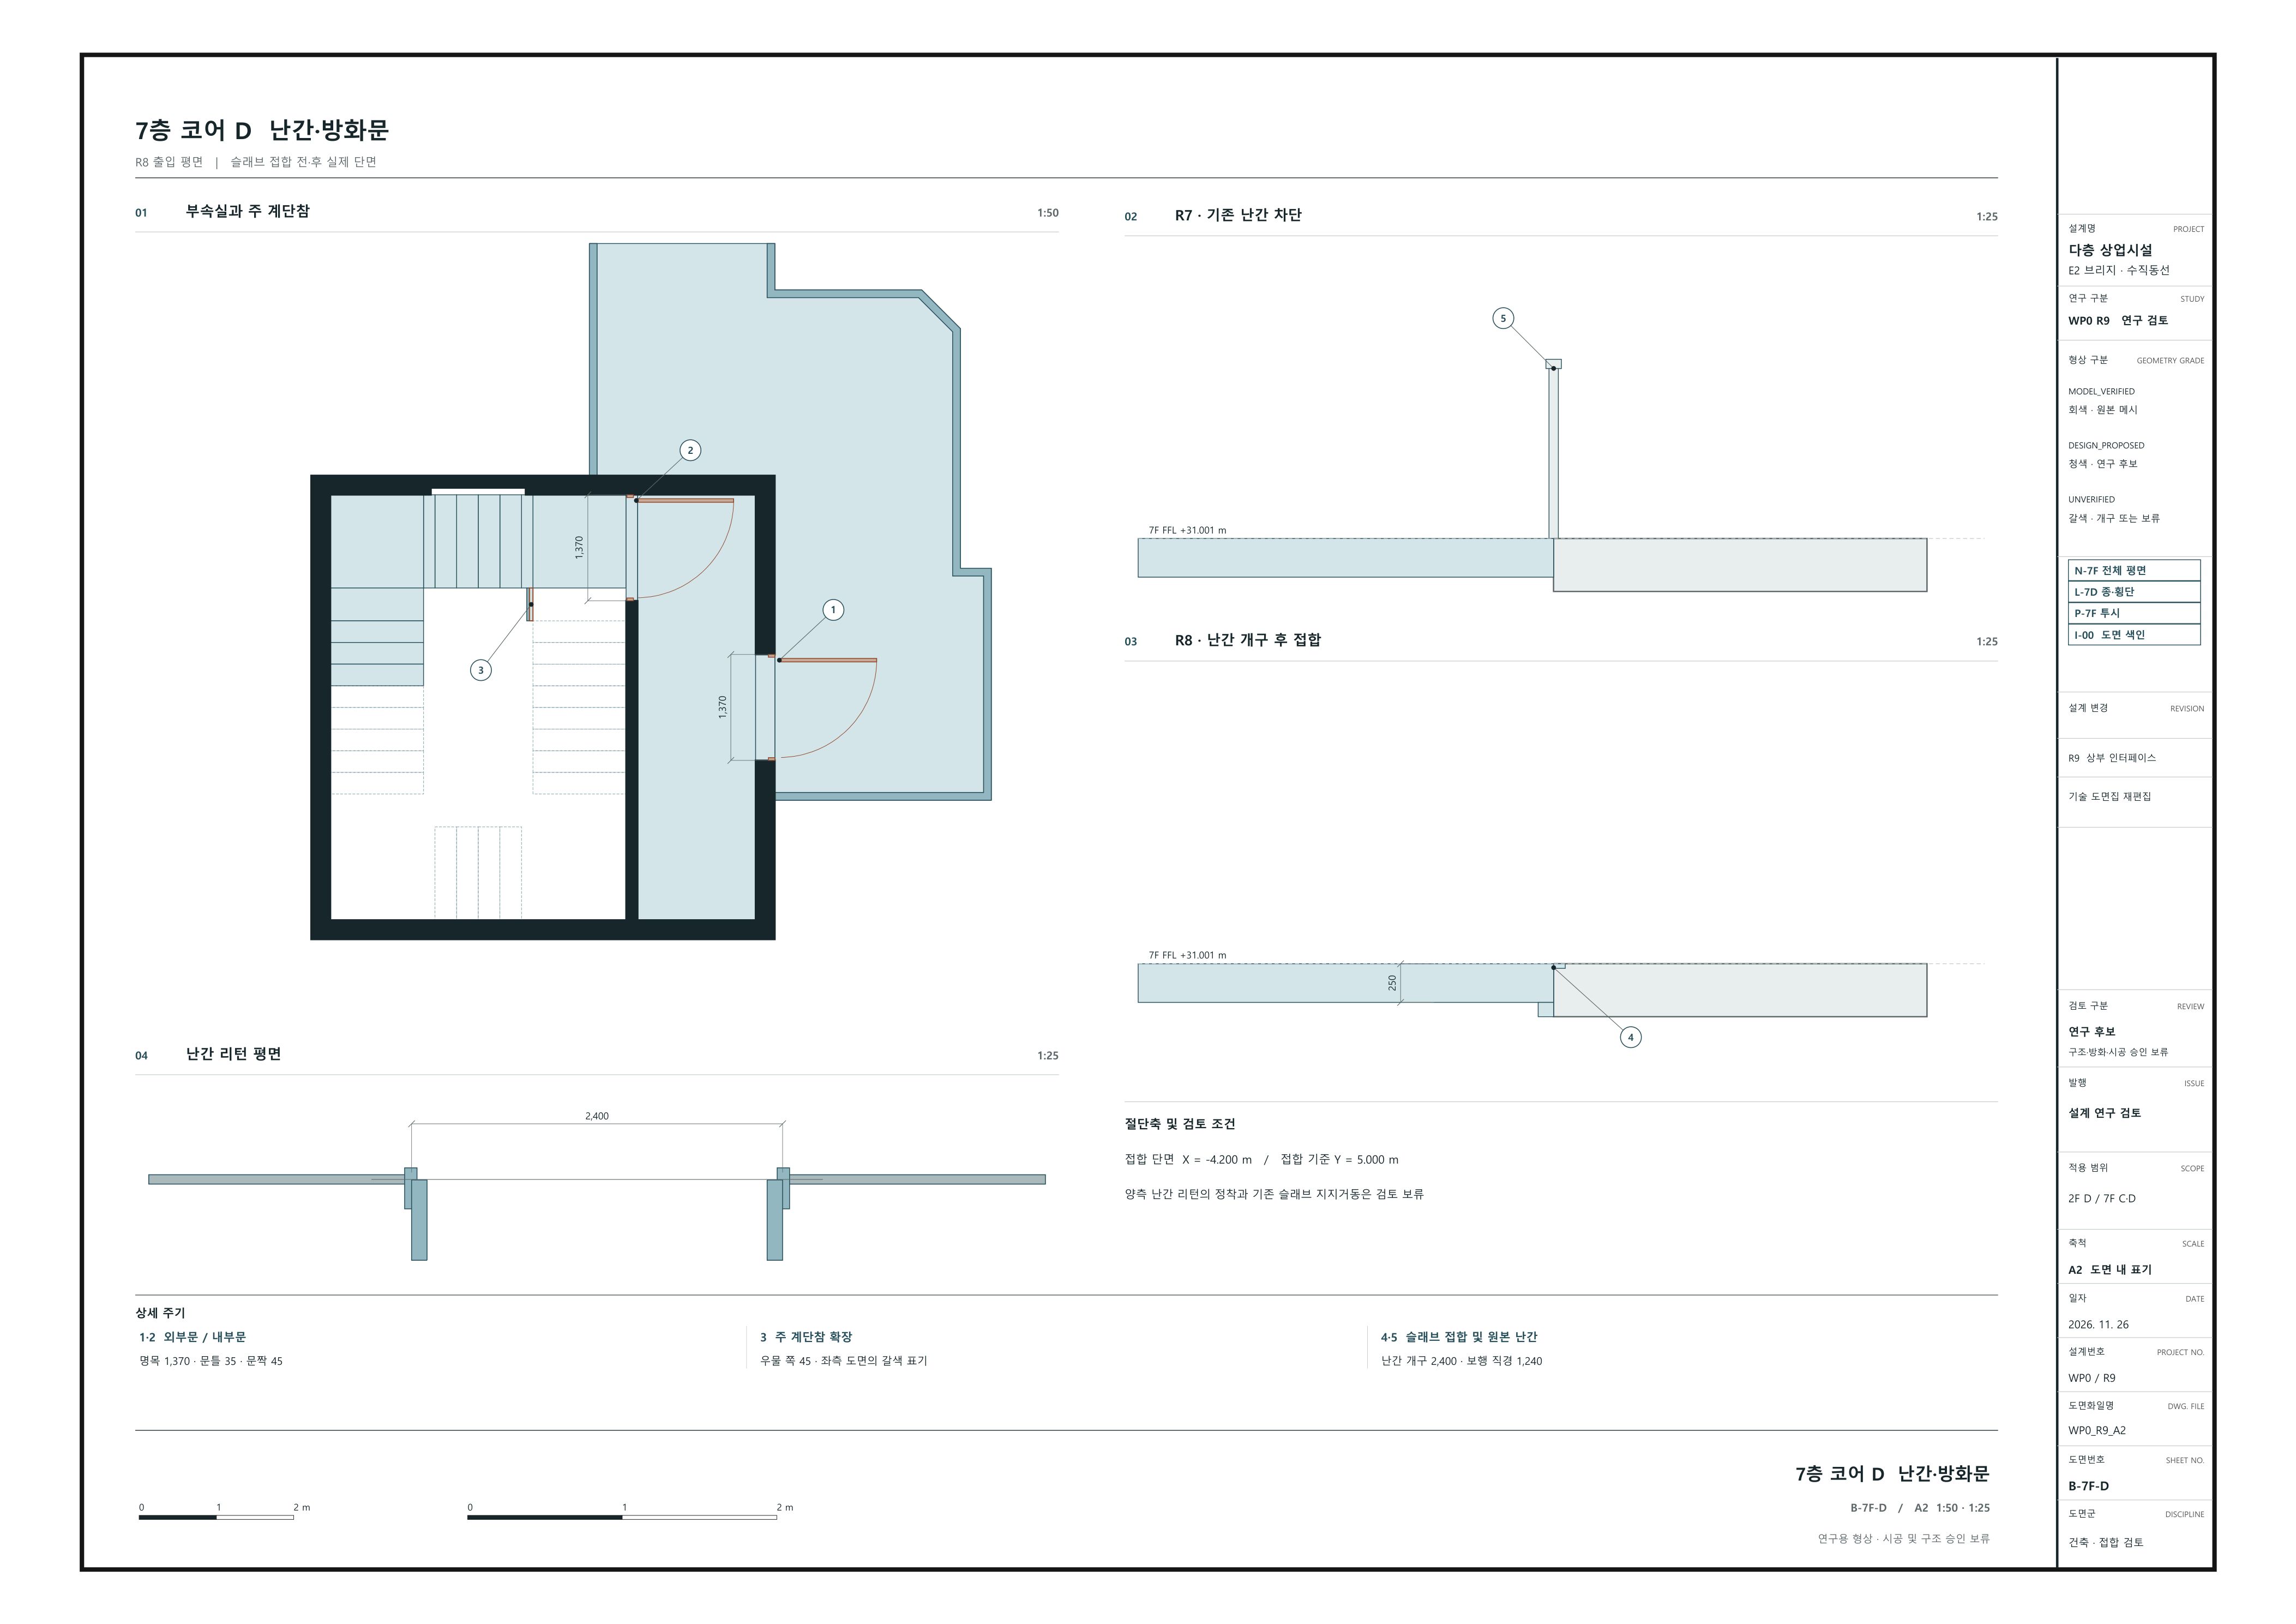 7층 코어 D 난간·방화문
R8 출입 평면 | 슬래브 접합 전·후 실제 단면
01 부속실과 주 계단참 1:50
2
1,370
1
1,370
3
02 R7 · 기존 난간 차단 1:25
5
7F FFL +31.001 m
03 R8 · 난간 개구 후 접합 1:25
7F FFL +31.001 m
250
4
04 난간 리턴 평면 1:25
2,400
절단축 및 검토 조건
접합 단면 X = -4.200 m / 접합 기준 Y = 5.000 m
양측 난간 리턴의 정착과 기존 슬래브 지지거동은 검토 보류
상세 주기
1·2 외부문 / 내부문
명목 1,370 · 문틀 35 · 문짝 45
3 주 계단참 확장
우물 쪽 45 · 좌측 도면의 갈색 표기
4·5 슬래브 접합 및 원본 난간
난간 개구 2,400 · 보행 직경 1,240
0 1 2 m
0 1 2 m
7층 코어 D 난간·방화문
B-7F-D / A2 1:50 · 1:25
연구용 형상 · 시공 및 구조 승인 보류
설계명 PROJECT
다층 상업시설
E2 브리지 · 수직동선
연구 구분 STUDY
WP0 R9 연구 검토
형상 구분 GEOMETRY GRADE
MODEL_VERIFIED
회색 · 원본 메시
DESIGN_PROPOSED
청색 · 연구 후보
UNVERIFIED
갈색 · 개구 또는 보류
N-7F 전체 평면
L-7D 종·횡단
P-7F 투시
I-00 도면 색인
설계 변경 REVISION
R9 상부 인터페이스
기술 도면집 재편집
검토 구분 REVIEW
연구 후보
구조·방화·시공 승인 보류
발행 ISSUE
설계 연구 검토
적용 범위 SCOPE
2F D / 7F C·D
축척 SCALE
A2 도면 내 표기
일자 DATE
2026. 11. 26
설계번호 PROJECT NO.
WP0 / R9
도면화일명 DWG. FILE
WP0_R9_A2
도면번호 SHEET NO.
B-7F-D
도면군 DISCIPLINE
건축 · 접합 검토